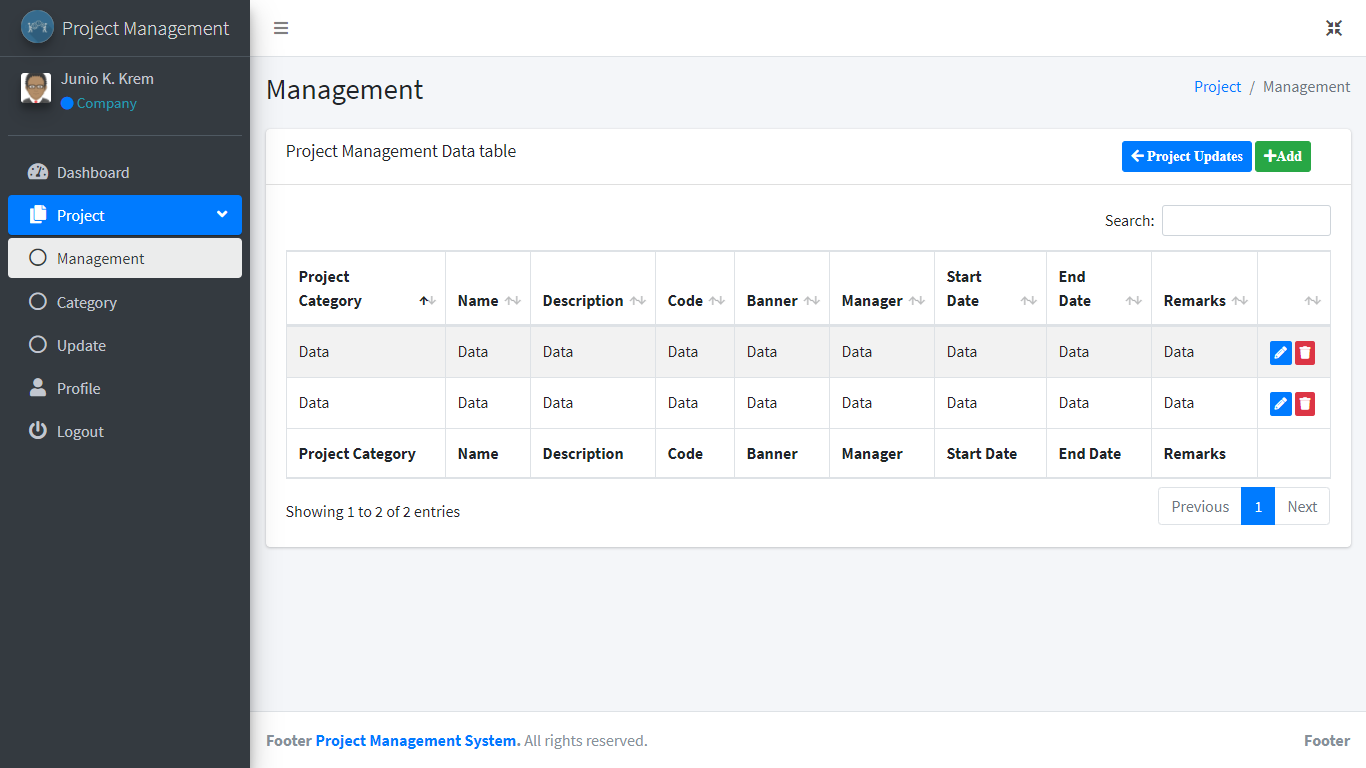 Project Management
Junio K. Krem
Company
Dashboard
Project
Management
Category
Update
Profile
Logout
Management
Project / Management
Project Management Data table
Project Updates
Add
Search:
Project Category Name Description Code Banner Manager Start Date End Date Remarks
Data Data Data Data Data Data Data Data Data
Data Data Data Data Data Data Data Data Data
Project Category Name Description Code Banner Manager Start Date End Date Remarks
Showing 1 to 2 of 2 entries
Previous 1 Next
Footer Project Management System. All rights reserved.
Footer